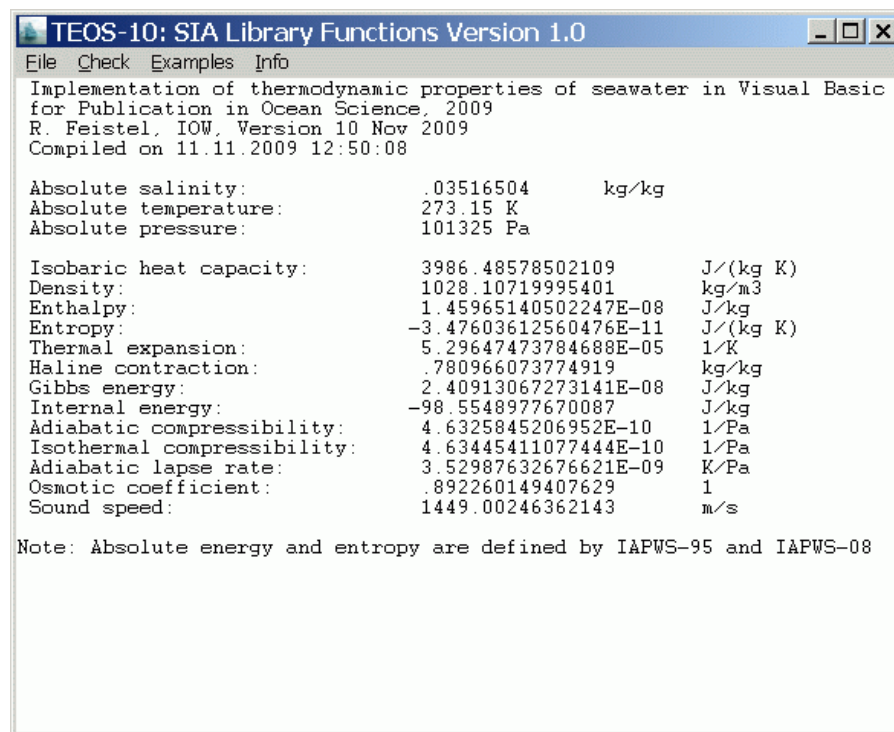 TEOS-10: SIA Library Functions Version 1.0
File Check Examples Info
Implementation of thermodynamic properties of seawater in Visual Basic
for Publication in Ocean Science, 2009
R. Feistel, IOW, Version 10 Nov 2009
Compiled on 11.11.2009 12:50:08
Absolute salinity: .03516504 kg/kg
Absolute temperature: 273.15 K
Absolute pressure: 101325 Pa
Isobaric heat capacity: 3986.48578502109 J/(kg K)
Density: 1028.10719995401 kg/m3
Enthalpy: 1.45965140502247E-08 J/kg
Entropy: -3.47603612560476E-11 J/(kg K)
Thermal expansion: 5.29647473784688E-05 1/K
Haline contraction: .780966073774919 kg/kg
Gibbs energy: 2.40913067273141E-08 J/kg
Internal energy: -98.5548977670087 J/kg
Adiabatic compressibility: 4.6325845206952E-10 1/Pa
Isothermal compressibility: 4.63445411077444E-10 1/Pa
Adiabatic lapse rate: 3.52987632676621E-09 K/Pa
Osmotic coefficient: .892260149407629 1
Sound speed: 1449.00246362143 m/s
Note: Absolute energy and entropy are defined by IAPWS-95 and IAPWS-08